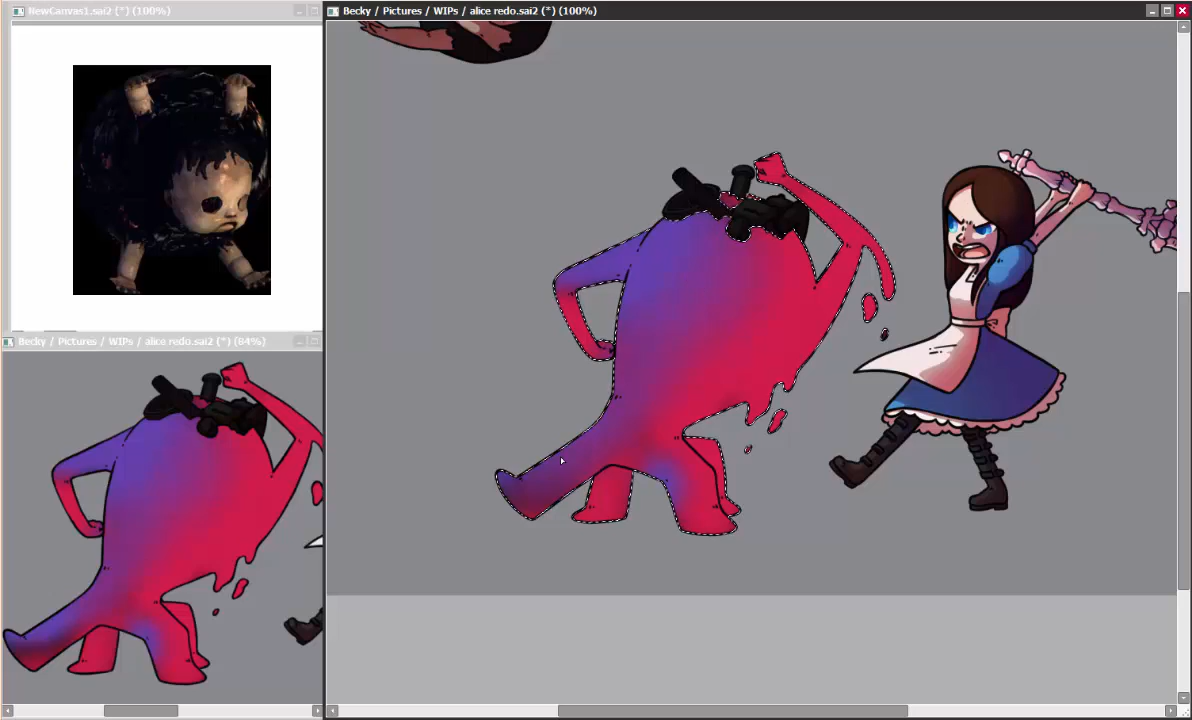 NewCanvas1.sai2 (*) (100%)
Becky / Pictures / WIPs / alice redo.sai2 (*) (100%)
Becky / Pictures / WIPs / alice redo.sai2 (*) (84%)